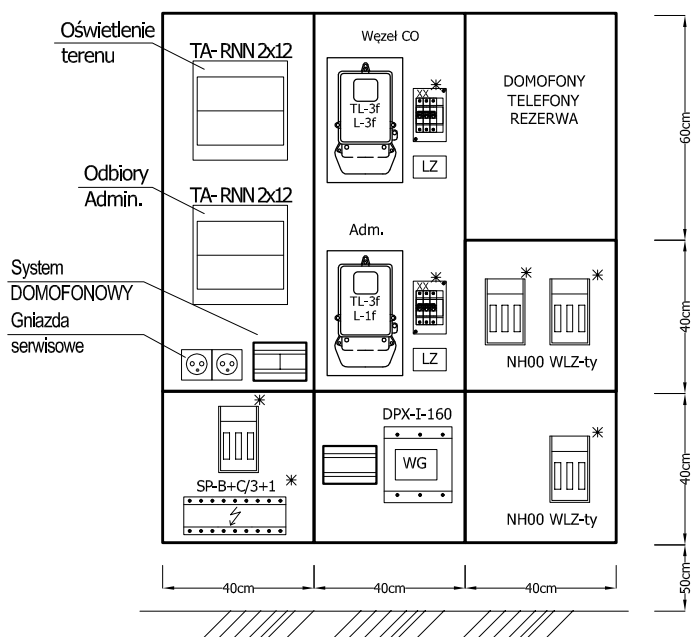 Oświetlenie
terenu
TA- RNN 2x12
Węzeł CO
TL-3f
L-3f
XX
LZ
DOMOFONY
TELEFONY
REZERWA
60cm
Odbiory
Admin.
TA- RNN 2x12
Adm.
TL-3f
L-1f
XX
LZ
System
DOMOFONOWY
Gniazda
serwisowe
NH00 WLZ-ty
40cm
SP-B+C/3+1
DPX-I-160
WG
NH00 WLZ-ty
40cm
40cm
40cm
40cm
50cm